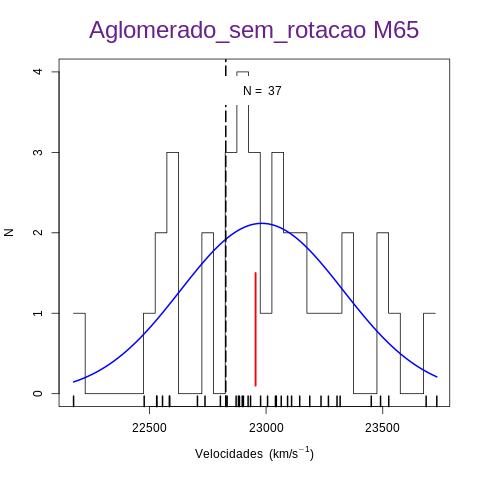 Aglomerado_sem_rotacao M65
N = 37
4
3
2
1
0
N
22500 23000 23500
Velocidades (km/s⁻¹)